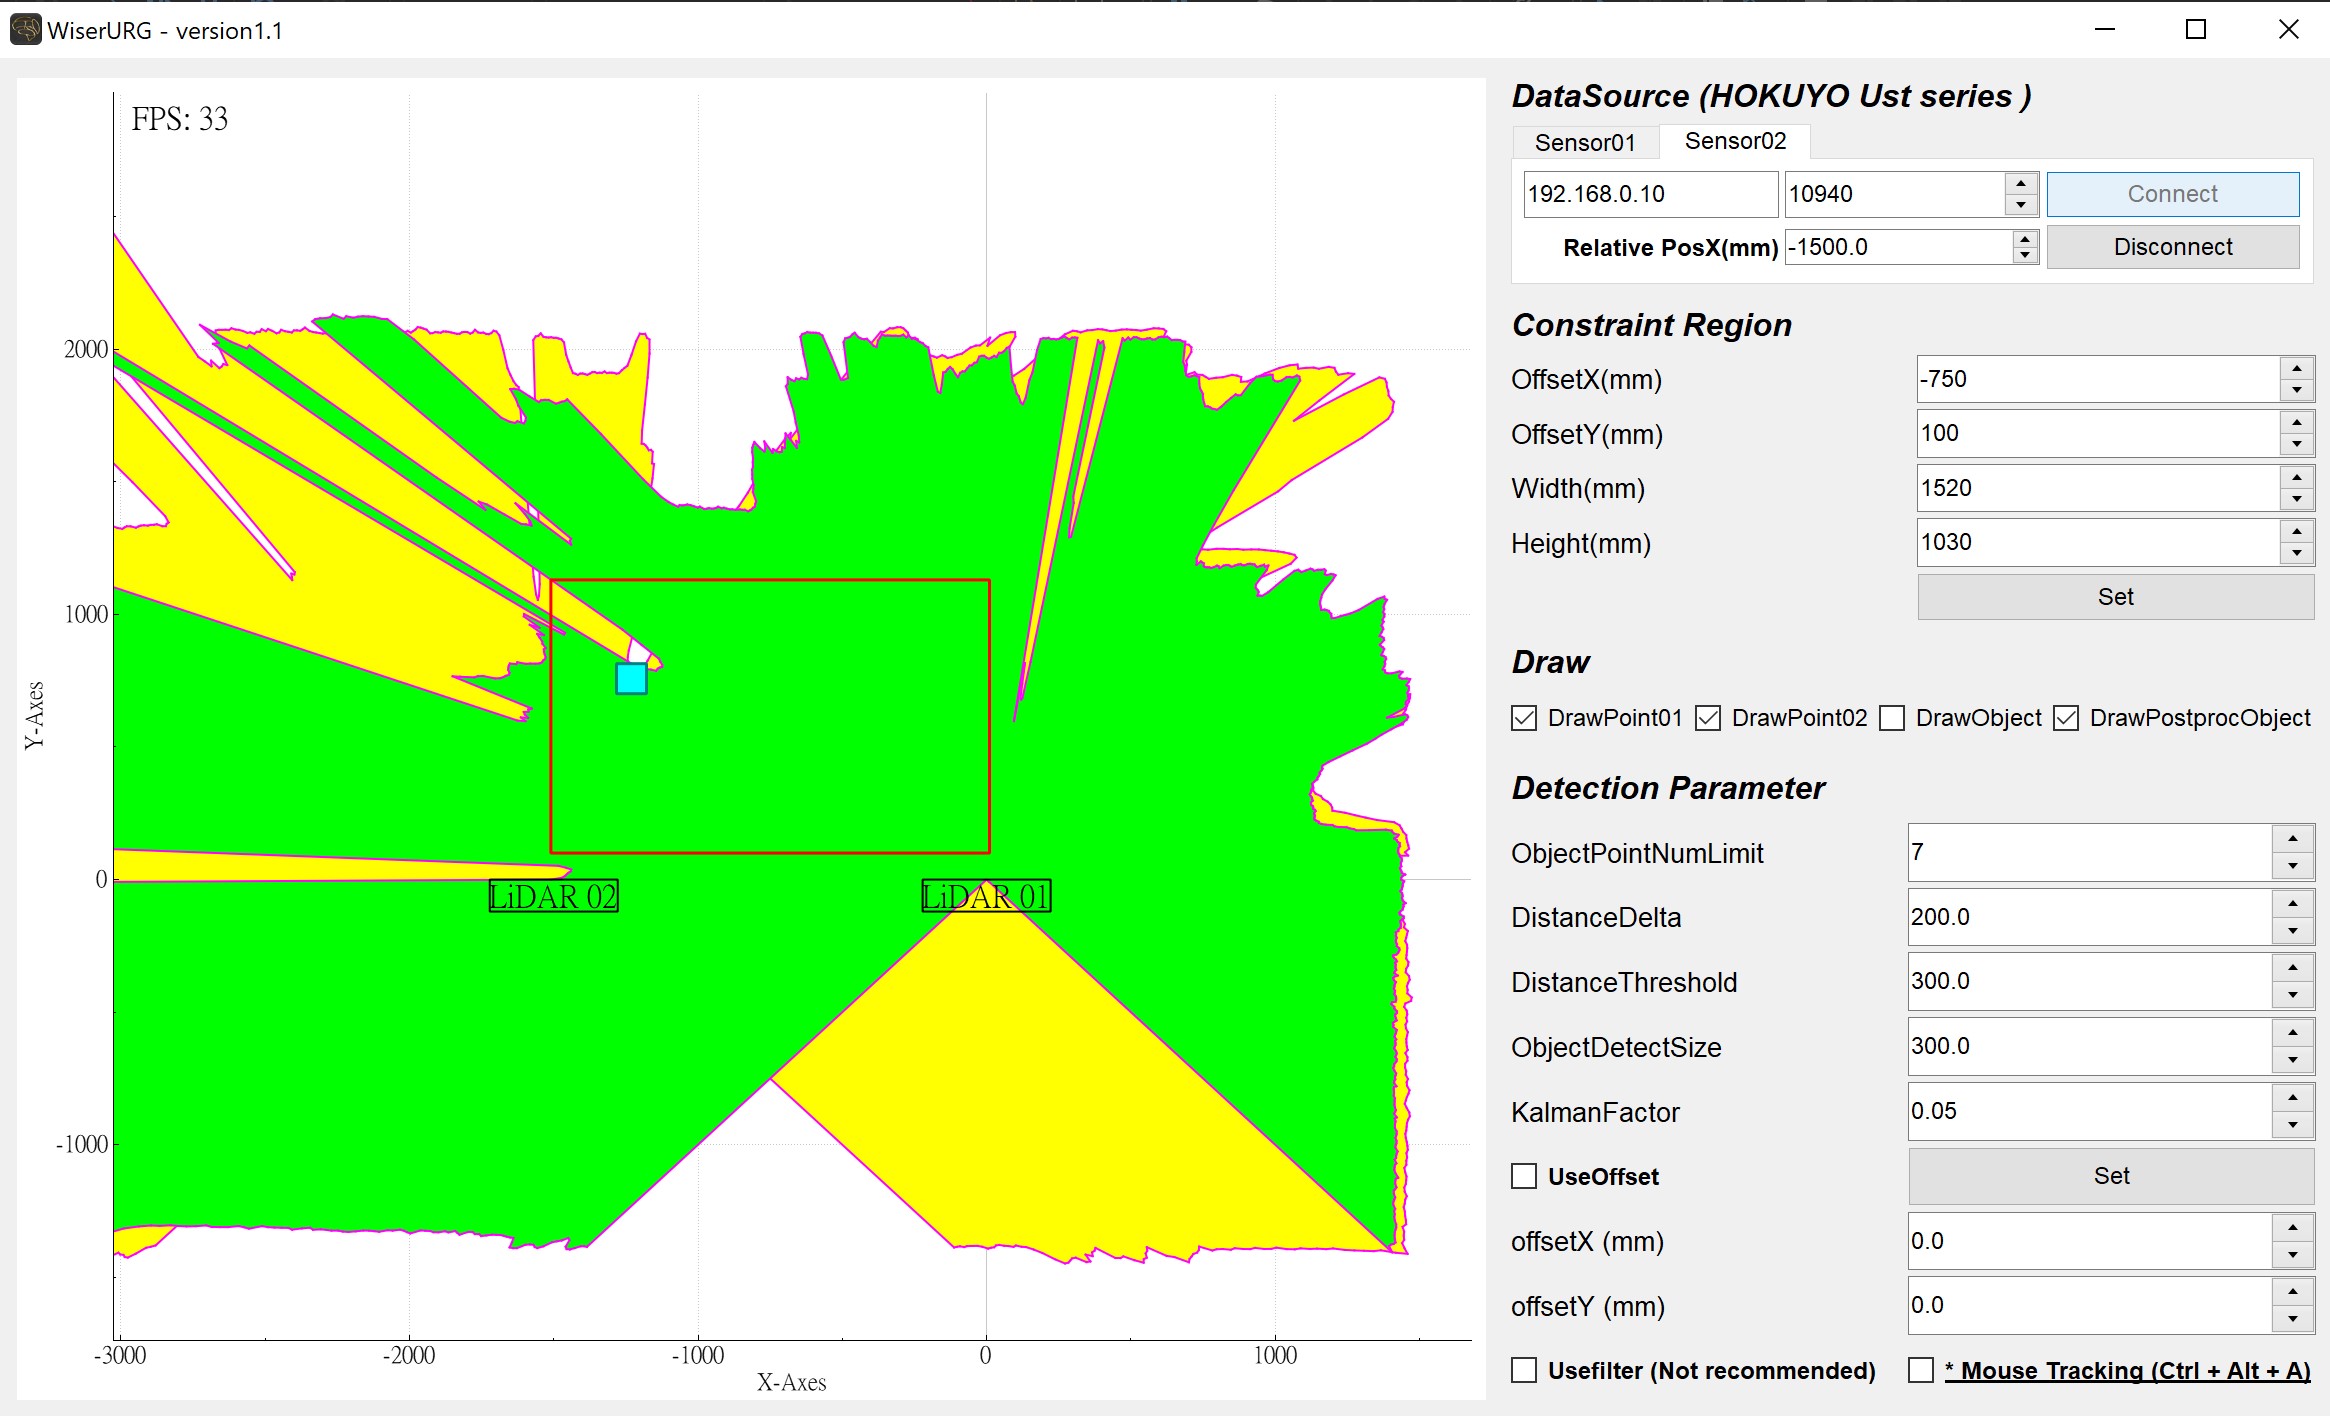 WiserURG - version1.1
FPS: 33
2000
1000
0
-1000
Y-Axes
LiDAR 02
LiDAR 01
-3000
-2000
-1000
0
1000
X-Axes
DataSource (HOKUYO Ust series )
Sensor01
Sensor02
192.168.0.10
10940
Connect
Relative PosX(mm)
-1500.0
Disconnect
Constraint Region
OffsetX(mm)
-750
OffsetY(mm)
100
Width(mm)
1520
Height(mm)
1030
Set
Draw
DrawPoint01
DrawPoint02
DrawObject
DrawPostprocObject
Detection Parameter
ObjectPointNumLimit
7
DistanceDelta
200.0
DistanceThreshold
300.0
ObjectDetectSize
300.0
KalmanFactor
0.05
UseOffset
Set
offsetX (mm)
0.0
offsetY (mm)
0.0
Usefilter (Not recommended)
* Mouse Tracking (Ctrl + Alt + A)